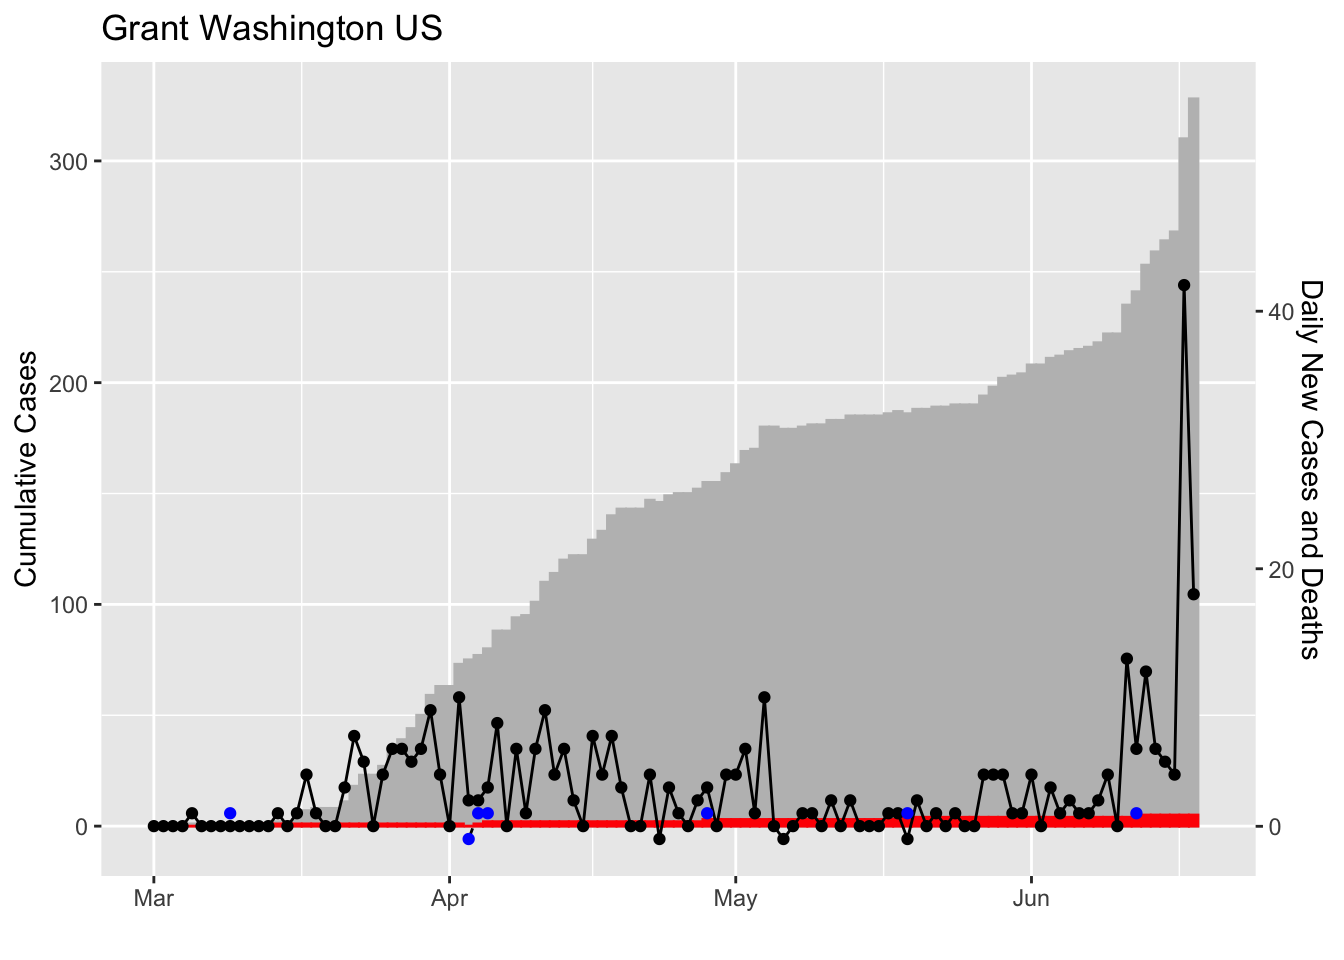 Grant Washington US
Cumulative Cases
300
200
100
0
40
20
0
Daily New Cases and Deaths
Mar
Apr
May
Jun